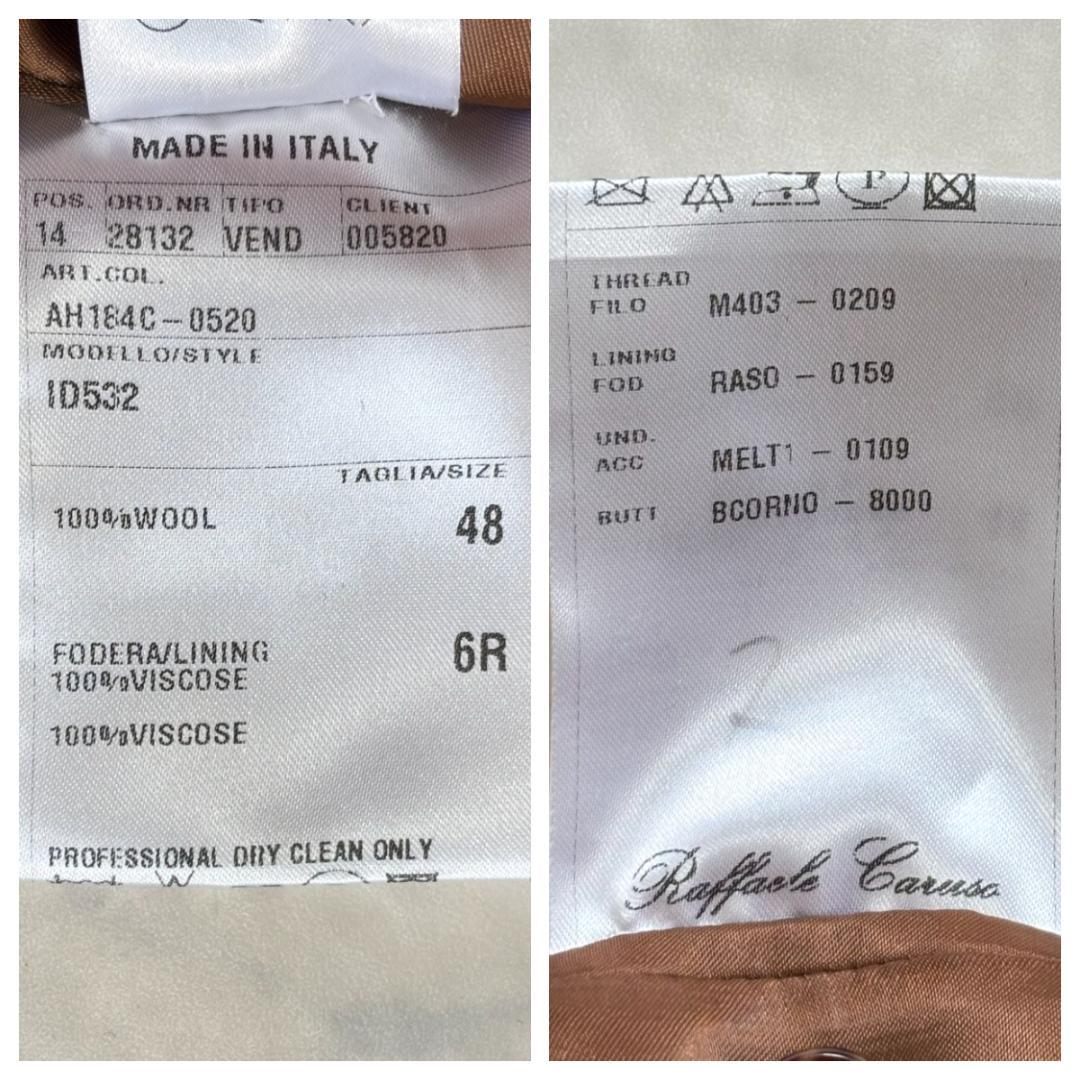 MADE IN ITALY
POS. ORD.NR TIPO CLIENT
14 28132 VEND 005820
ART.COL.
AH184C-0520
MODELLO/STYLE
ID532
TAGLIA/SIZE
100%WOOL 48
FODERA/LINING 6R
100%VISCOSE
100%VISCOSE
PROFESSIONAL DRY CLEAN ONLY
P
THREAD
FILO M403 - 0209
LINING
FOD RASO - 0159
UND.
ACC MELT1 - 0109
BUTT BCORNO - 8000
2
Raffaele Caruso